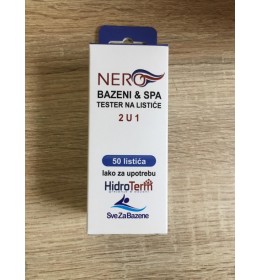 NERO
BAZENI & SPA
TESTER NA LISTIĆE
2 U 1
50 listića
lako za upotrebu
HidroTerm
SveZaBazene